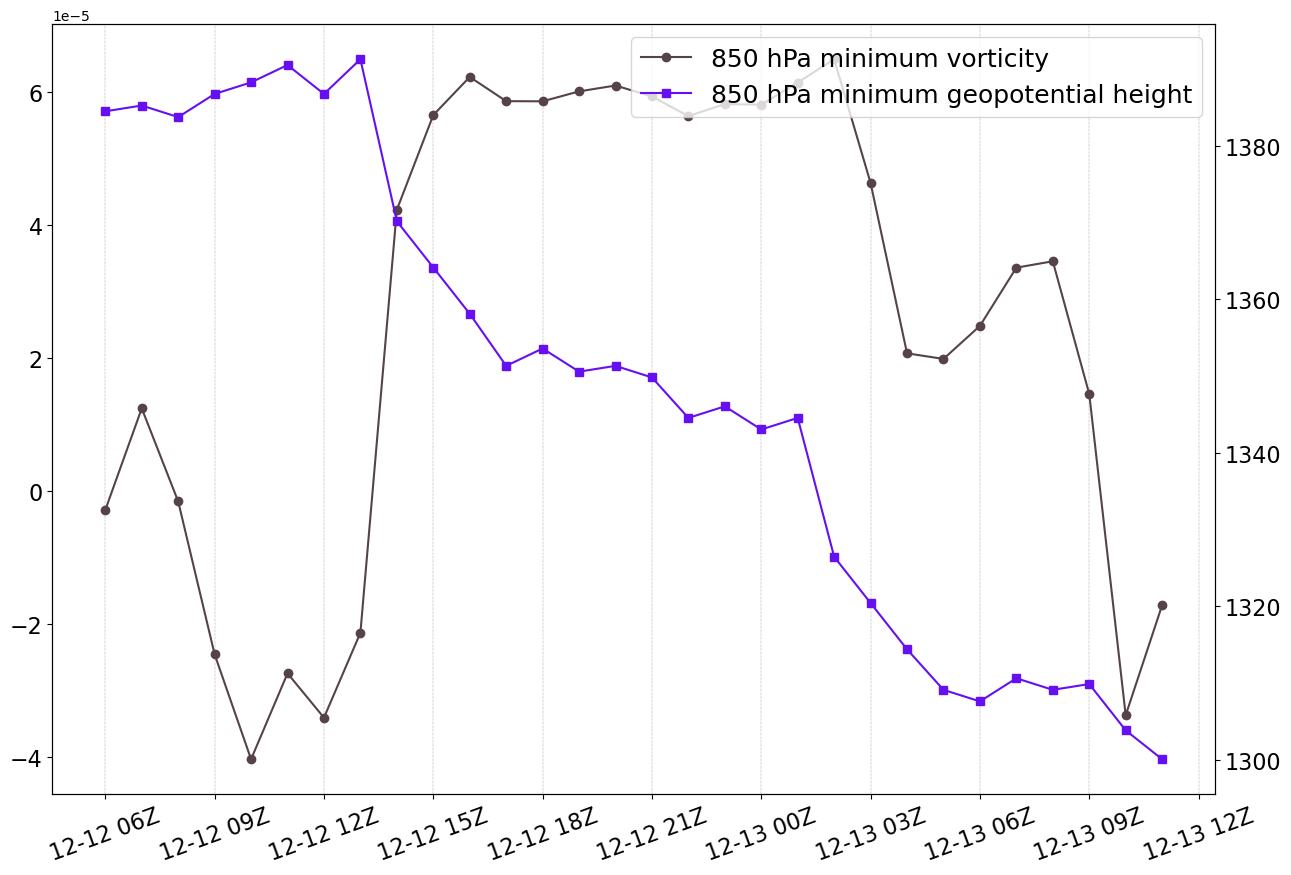 1e−5
850 hPa minimum vorticity
850 hPa minimum geopotential height
6
4
2
0
−2
−4
1380
1360
1340
1320
1300
12-12 06Z
12-12 09Z
12-12 12Z
12-12 15Z
12-12 18Z
12-12 21Z
12-13 00Z
12-13 03Z
12-13 06Z
12-13 09Z
12-13 12Z